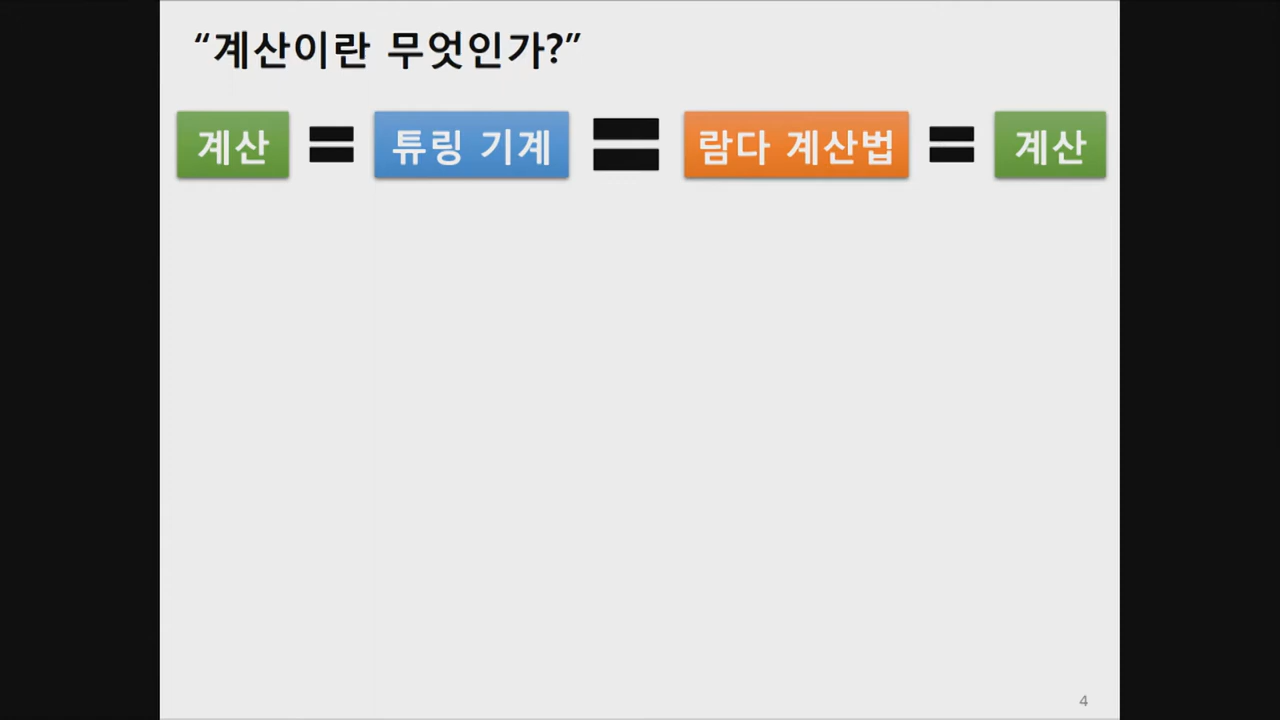 “계산이란 무엇인가?”
계산 = 튜링 기계 = 람다 계산법 = 계산
4